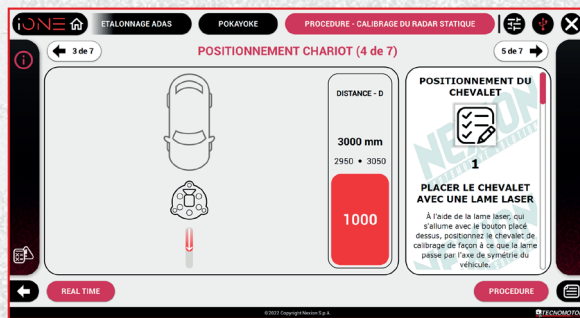 iONE
ETALONNAGE ADAS
POKAYOKE
PROCEDURE - CALIBRAGE DU RADAR STATIQUE
3 de 7
POSITIONNEMENT CHARIOT (4 de 7)
5 de 7
DISTANCE - D
3000 mm
2950 ⬥ 3050
1000
POSITIONNEMENT DU
CHEVALET
NEXION
1
PLACER LE CHEVALET
AVEC UNE LAME LASER
À l'aide de la lame laser, qui
s'allume avec le bouton placé
dessus, positionnez le chevalet de
calibrage de façon à ce que la lame
passe par l'axe de symétrie du
véhicule.
REAL TIME
PROCEDURE
©2022 Copyright Nexion S.p.A.
TECNOMOTOR